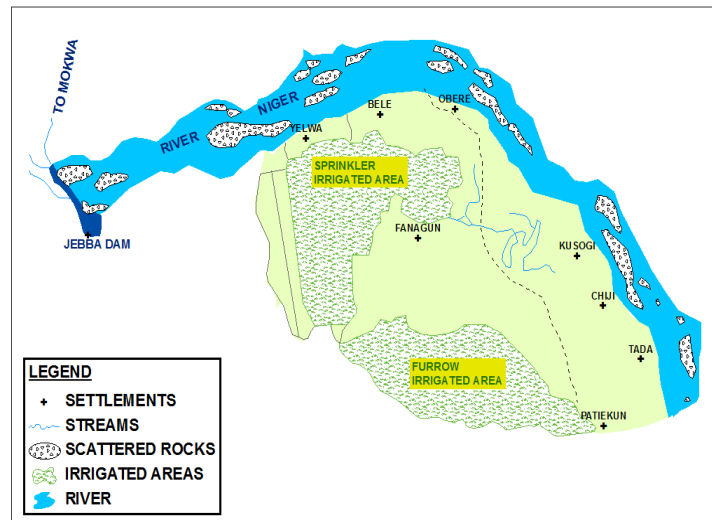 TO MOKWA
RIVER NIGER
BELE
OBERE
YELWA
SPRINKLER
IRRIGATED AREA
FANAGUN
JEBBA DAM
KUSOGI
CHIJI
TADA
FURROW
IRRIGATED AREA
PATIEKUN
LEGEND
SETTLEMENTS
STREAMS
SCATTERED ROCKS
IRRIGATED AREAS
RIVER